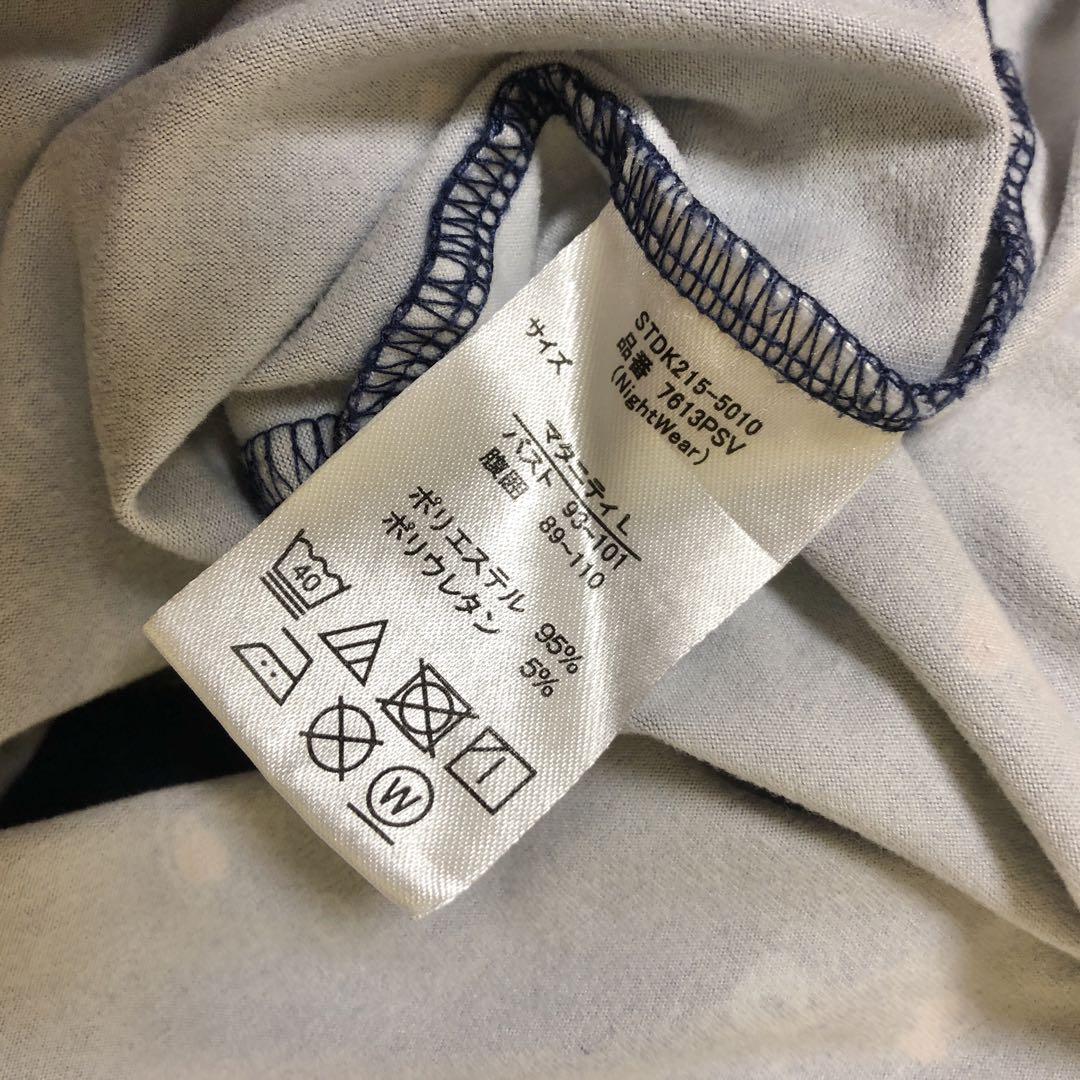 STDK215-5010
品番 7613PSV
(NightWear)
サイズ
マタニティL
バスト 93~101
腹囲 89~110
ポリエステル 95%
ポリウレタン 5%
40
W